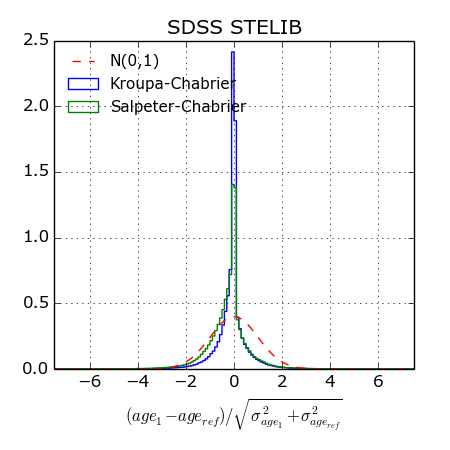 SDSS STELIB
2.5
N(0,1)
Kroupa-Chabrier
Salpeter-Chabrier
2.0
1.5
1.0
0.5
0.0
−6 −4 −2 0 2 4 6
(age₁−age_ref)/√σ²_age₁+σ²_age_ref